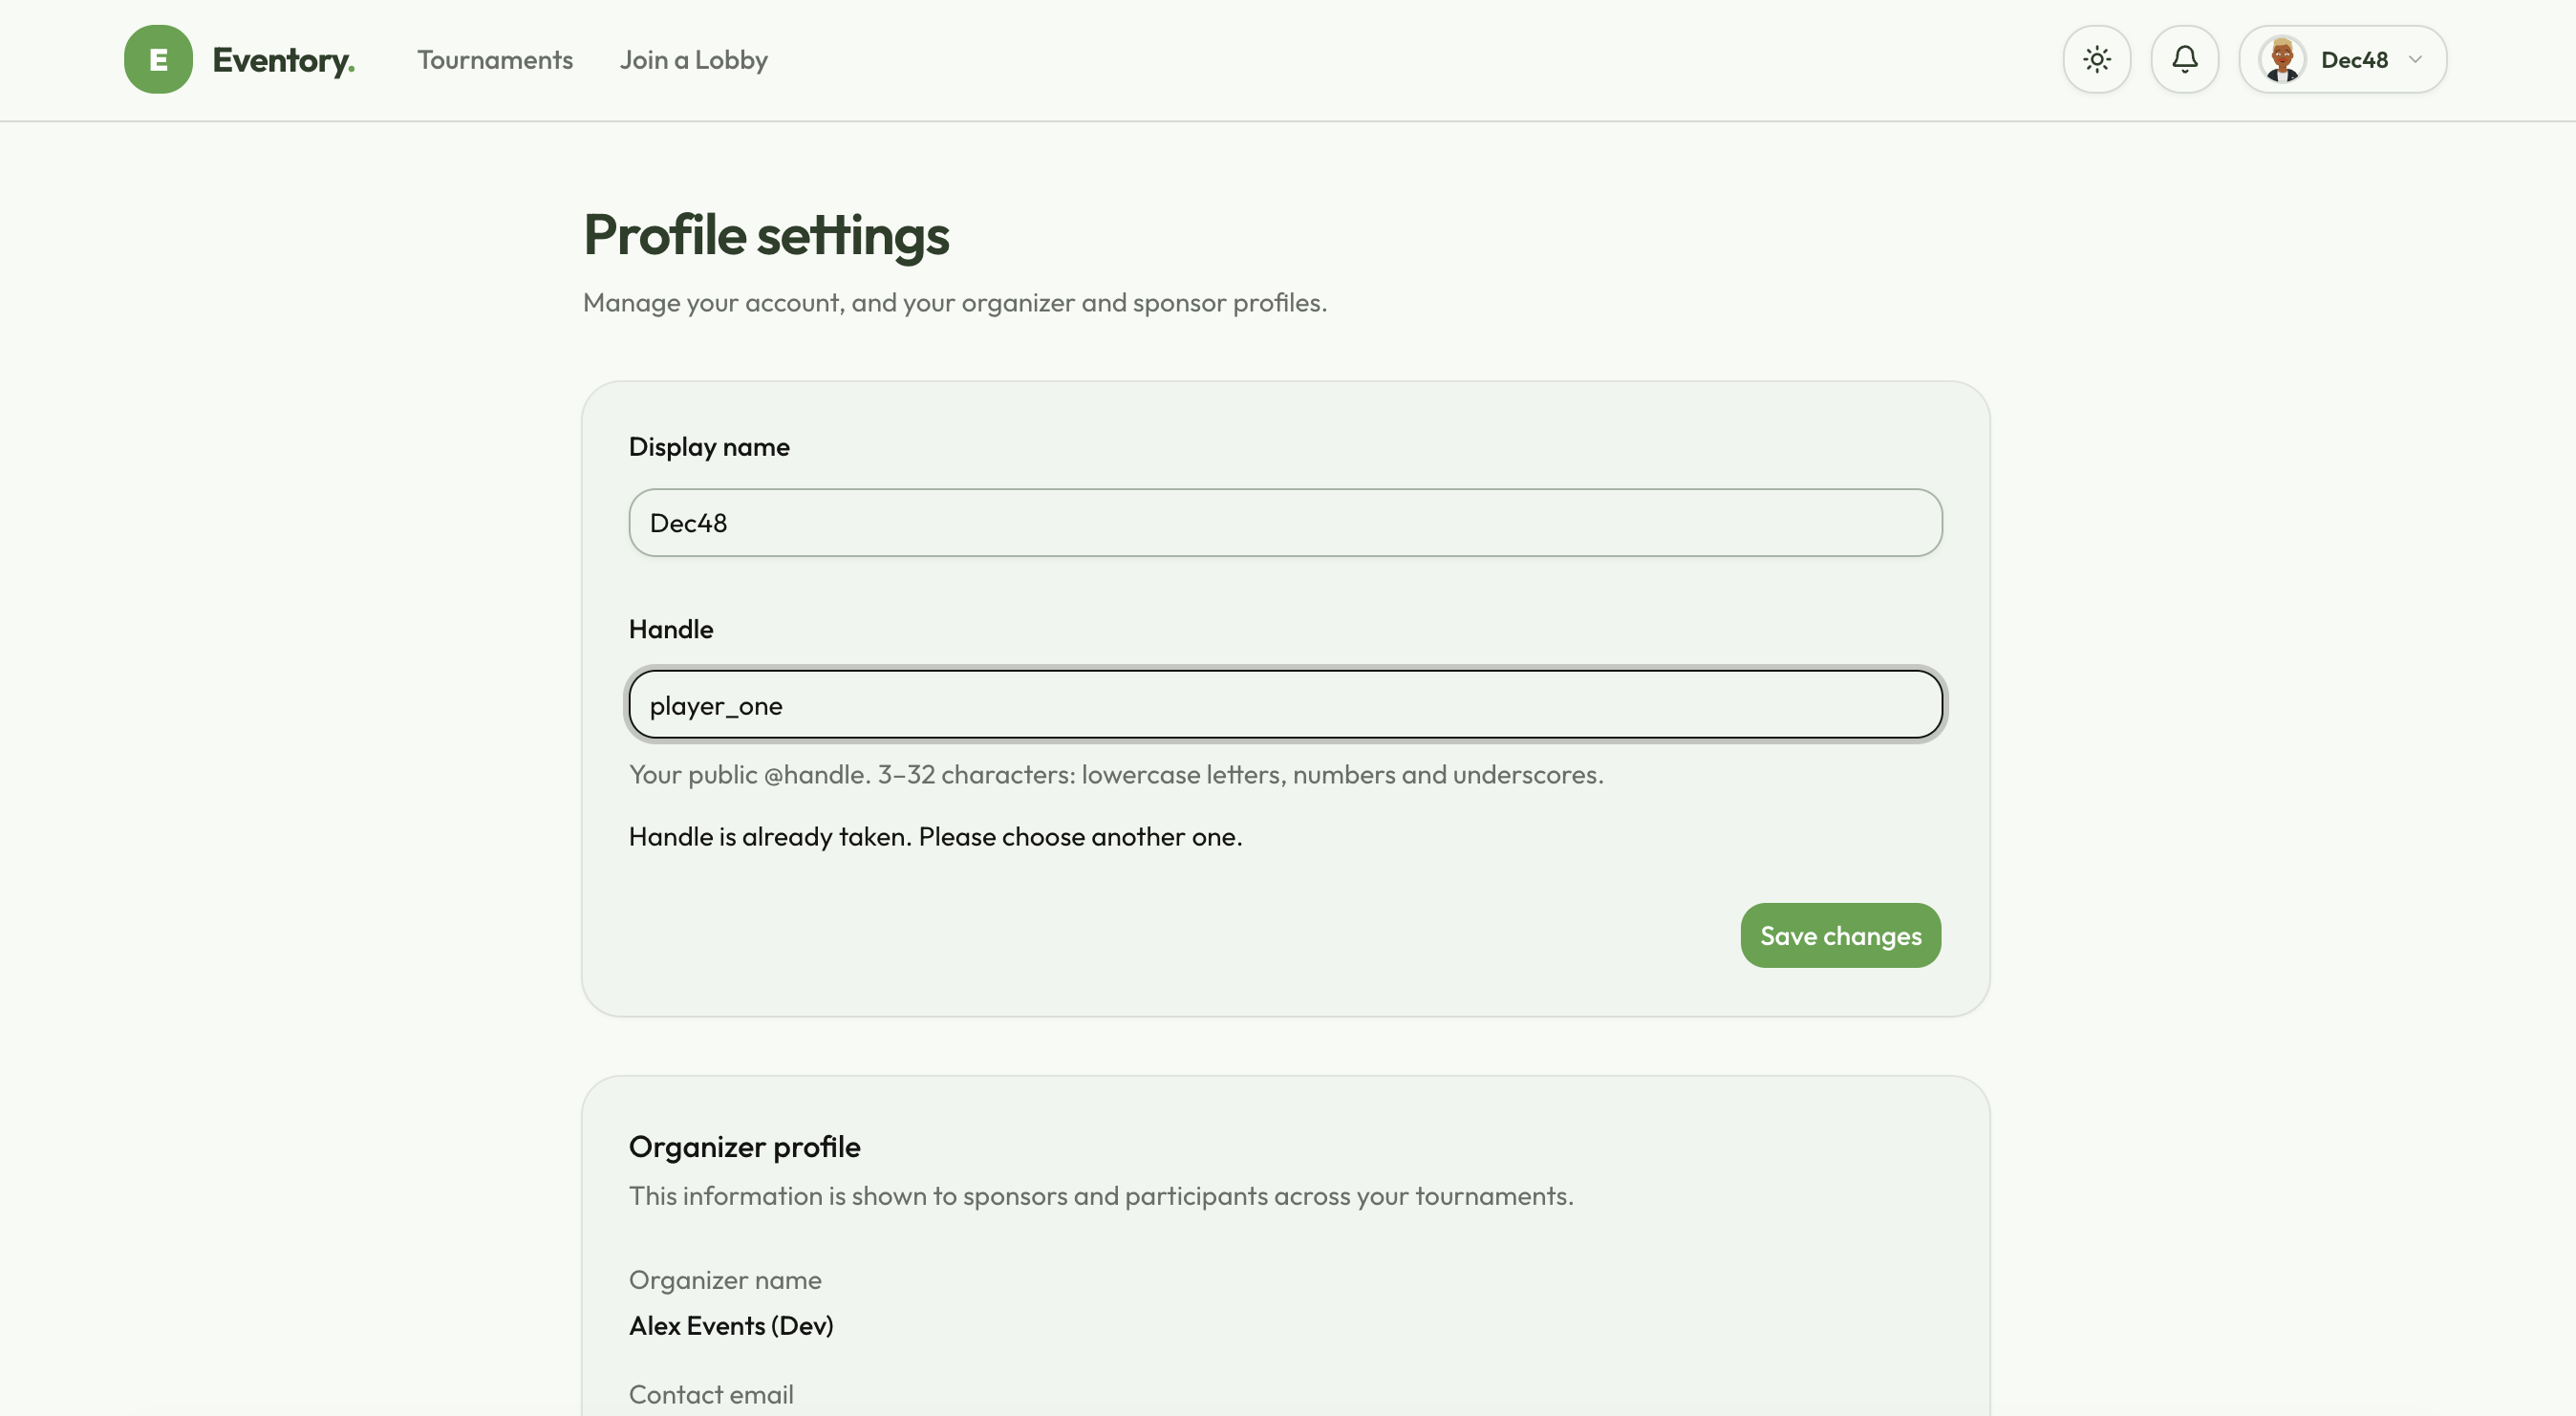 E
Eventory.
Tournaments
Join a Lobby
Dec48
Profile settings
Manage your account, and your organizer and sponsor profiles.
Display name
Dec48
Handle
player_one
Your public @handle. 3–32 characters: lowercase letters, numbers and underscores.
Handle is already taken. Please choose another one.
Save changes
Organizer profile
This information is shown to sponsors and participants across your tournaments.
Organizer name
Alex Events (Dev)
Contact email